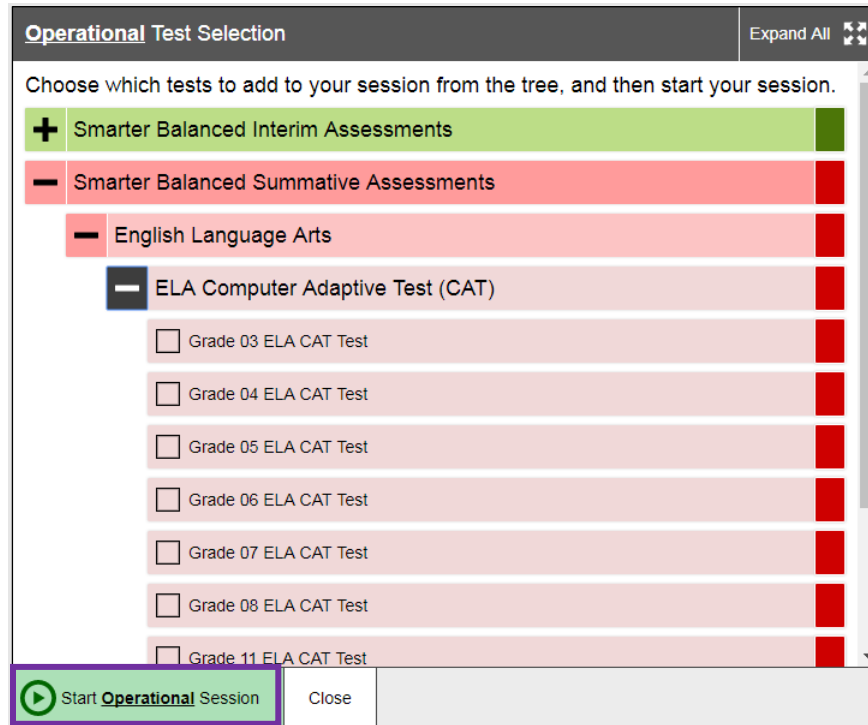 Operational Test Selection
Expand All
Choose which tests to add to your session from the tree, and then start your session.
Smarter Balanced Interim Assessments
Smarter Balanced Summative Assessments
English Language Arts
ELA Computer Adaptive Test (CAT)
Grade 03 ELA CAT Test
Grade 04 ELA CAT Test
Grade 05 ELA CAT Test
Grade 06 ELA CAT Test
Grade 07 ELA CAT Test
Grade 08 ELA CAT Test
Grade 11 ELA CAT Test
Start Operational Session
Close